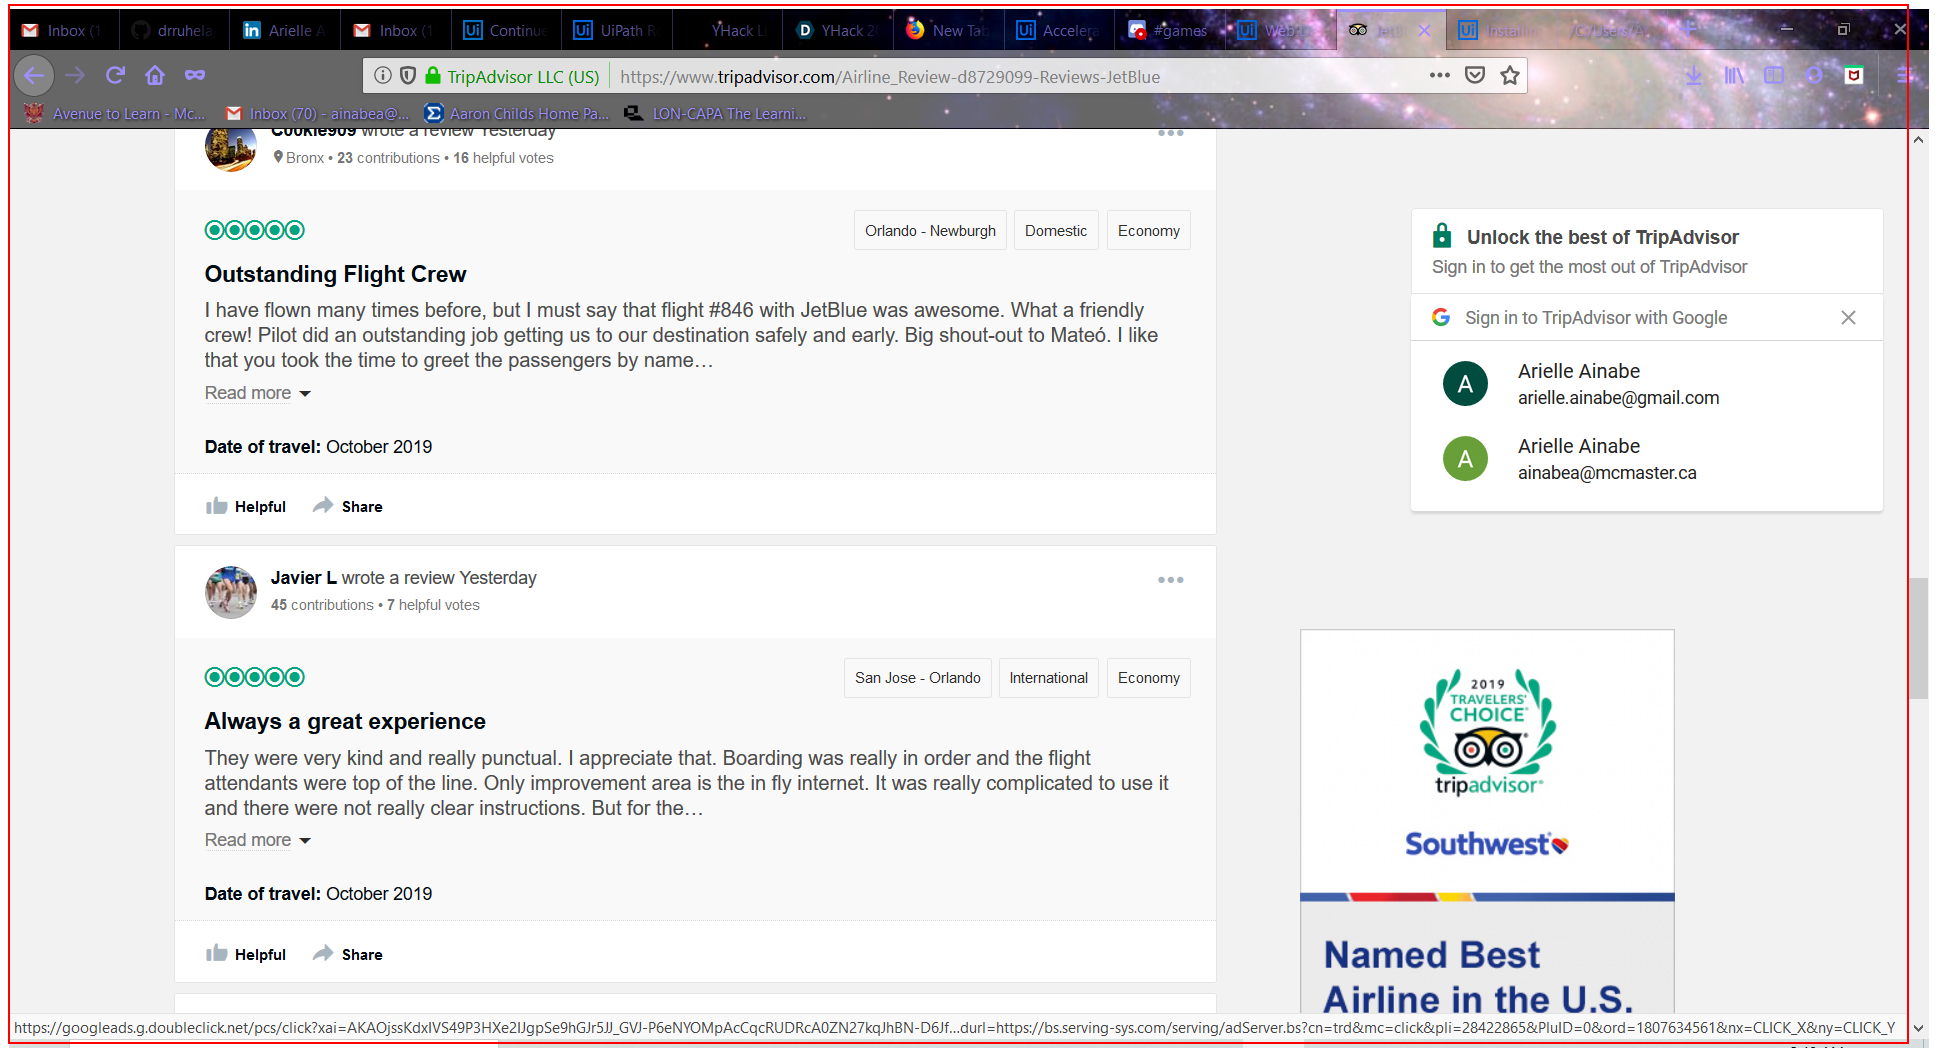 Inbox (1
drruhela
Arielle A
Inbox (1
Continue
UiPath R
YHack Li
YHack 20
New Tab
Accelera
#games
JetBl
Installin
TripAdvisor LLC (US)
https://www.tripadvisor.com/Airline_Review-d8729099-Reviews-JetBlue
Avenue to Learn - Mc...
Inbox (70) - ainabea@...
Aaron Childs Home Pa...
LON-CAPA The Learni...
Cookie909 wrote a review Yesterday
Bronx • 23 contributions • 16 helpful votes
Orlando - Newburgh
Domestic
Economy
Outstanding Flight Crew
I have flown many times before, but I must say that flight #846 with JetBlue was awesome. What a friendly
crew! Pilot did an outstanding job getting us to our destination safely and early. Big shout-out to Mateó. I like
that you took the time to greet the passengers by name…
Read more
Date of travel: October 2019
Helpful
Share
Javier L wrote a review Yesterday
45 contributions • 7 helpful votes
San Jose - Orlando
International
Economy
Always a great experience
They were very kind and really punctual. I appreciate that. Boarding was really in order and the flight
attendants were top of the line. Only improvement area is the in fly internet. It was really complicated to use it
and there were not really clear instructions. But for the…
Read more
Date of travel: October 2019
Helpful
Share
Unlock the best of TripAdvisor
Sign in to get the most out of TripAdvisor
Sign in to TripAdvisor with Google
A
Arielle Ainabe
arielle.ainabe@gmail.com
A
Arielle Ainabe
ainabea@mcmaster.ca
2019
TRAVELERS'
CHOICE
tripadvisor
Southwest
Named Best
Airline in the U.S.
https://googleads.g.doubleclick.net/pcs/click?xai=AKAOjssKdxIVS49P3HXe2IJgpSe9hGJr5JJ_GVJ-P6eNYOMpAcCqcRUDRcA0ZN27kqJhBN-D6Jf...durl=https://bs.serving-sys.com/serving/adServer.bs?cn=trd&mc=click&pli=28422865&PluID=0&ord=1807634561&nx=CLICK_X&ny=CLICK_Y